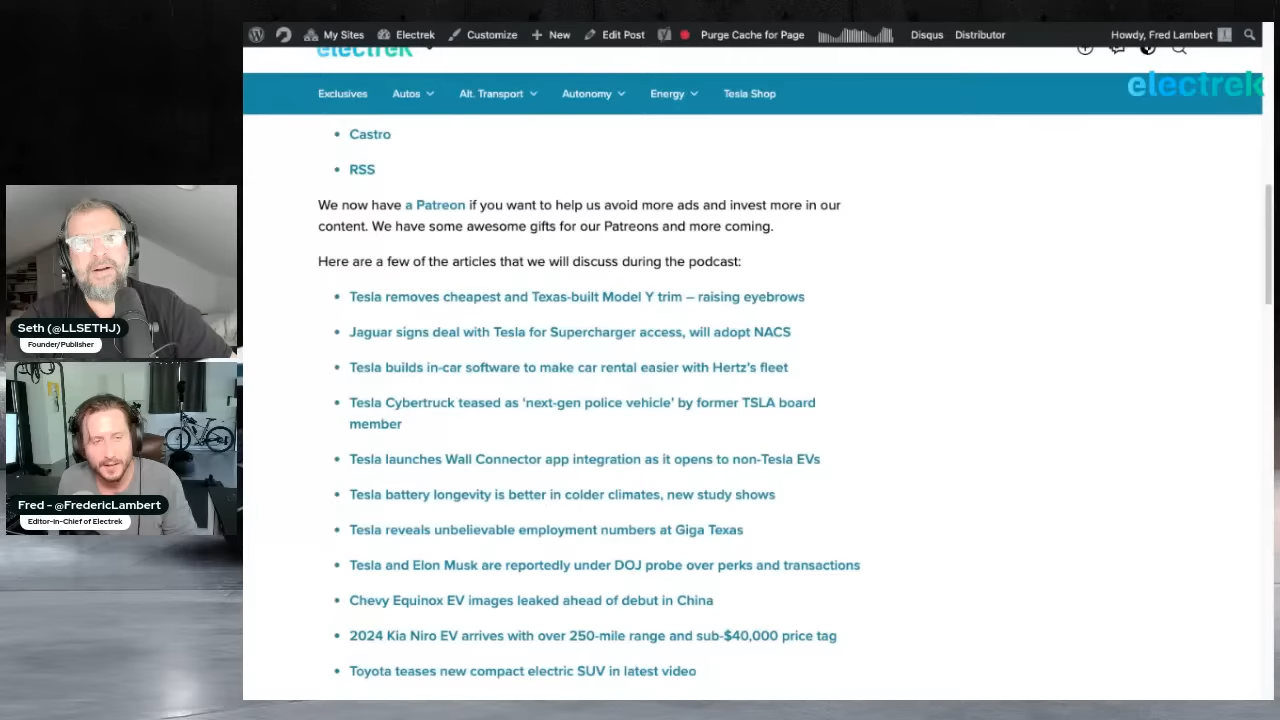 My Sites Electrek Customize New Edit Post Purge Cache for Page Disqus Distributor Howdy, Fred Lambert
electrek
electrek
Exclusives Autos Alt. Transport Autonomy Energy Tesla Shop
Castro
RSS
We now have a Patreon if you want to help us avoid more ads and invest more in our
content. We have some awesome gifts for our Patreons and more coming.
Here are a few of the articles that we will discuss during the podcast:
Tesla removes cheapest and Texas-built Model Y trim – raising eyebrows
Jaguar signs deal with Tesla for Supercharger access, will adopt NACS
Tesla builds in-car software to make car rental easier with Hertz's fleet
Tesla Cybertruck teased as ‘next-gen police vehicle’ by former TSLA board
member
Tesla launches Wall Connector app integration as it opens to non-Tesla EVs
Tesla battery longevity is better in colder climates, new study shows
Tesla reveals unbelievable employment numbers at Giga Texas
Tesla and Elon Musk are reportedly under DOJ probe over perks and transactions
Chevy Equinox EV images leaked ahead of debut in China
2024 Kia Niro EV arrives with over 250-mile range and sub-$40,000 price tag
Toyota teases new compact electric SUV in latest video
Seth (@LLSETHJ)
Founder/Publisher
Fred - @FredericLambert
Editor-in-Chief of Electrek